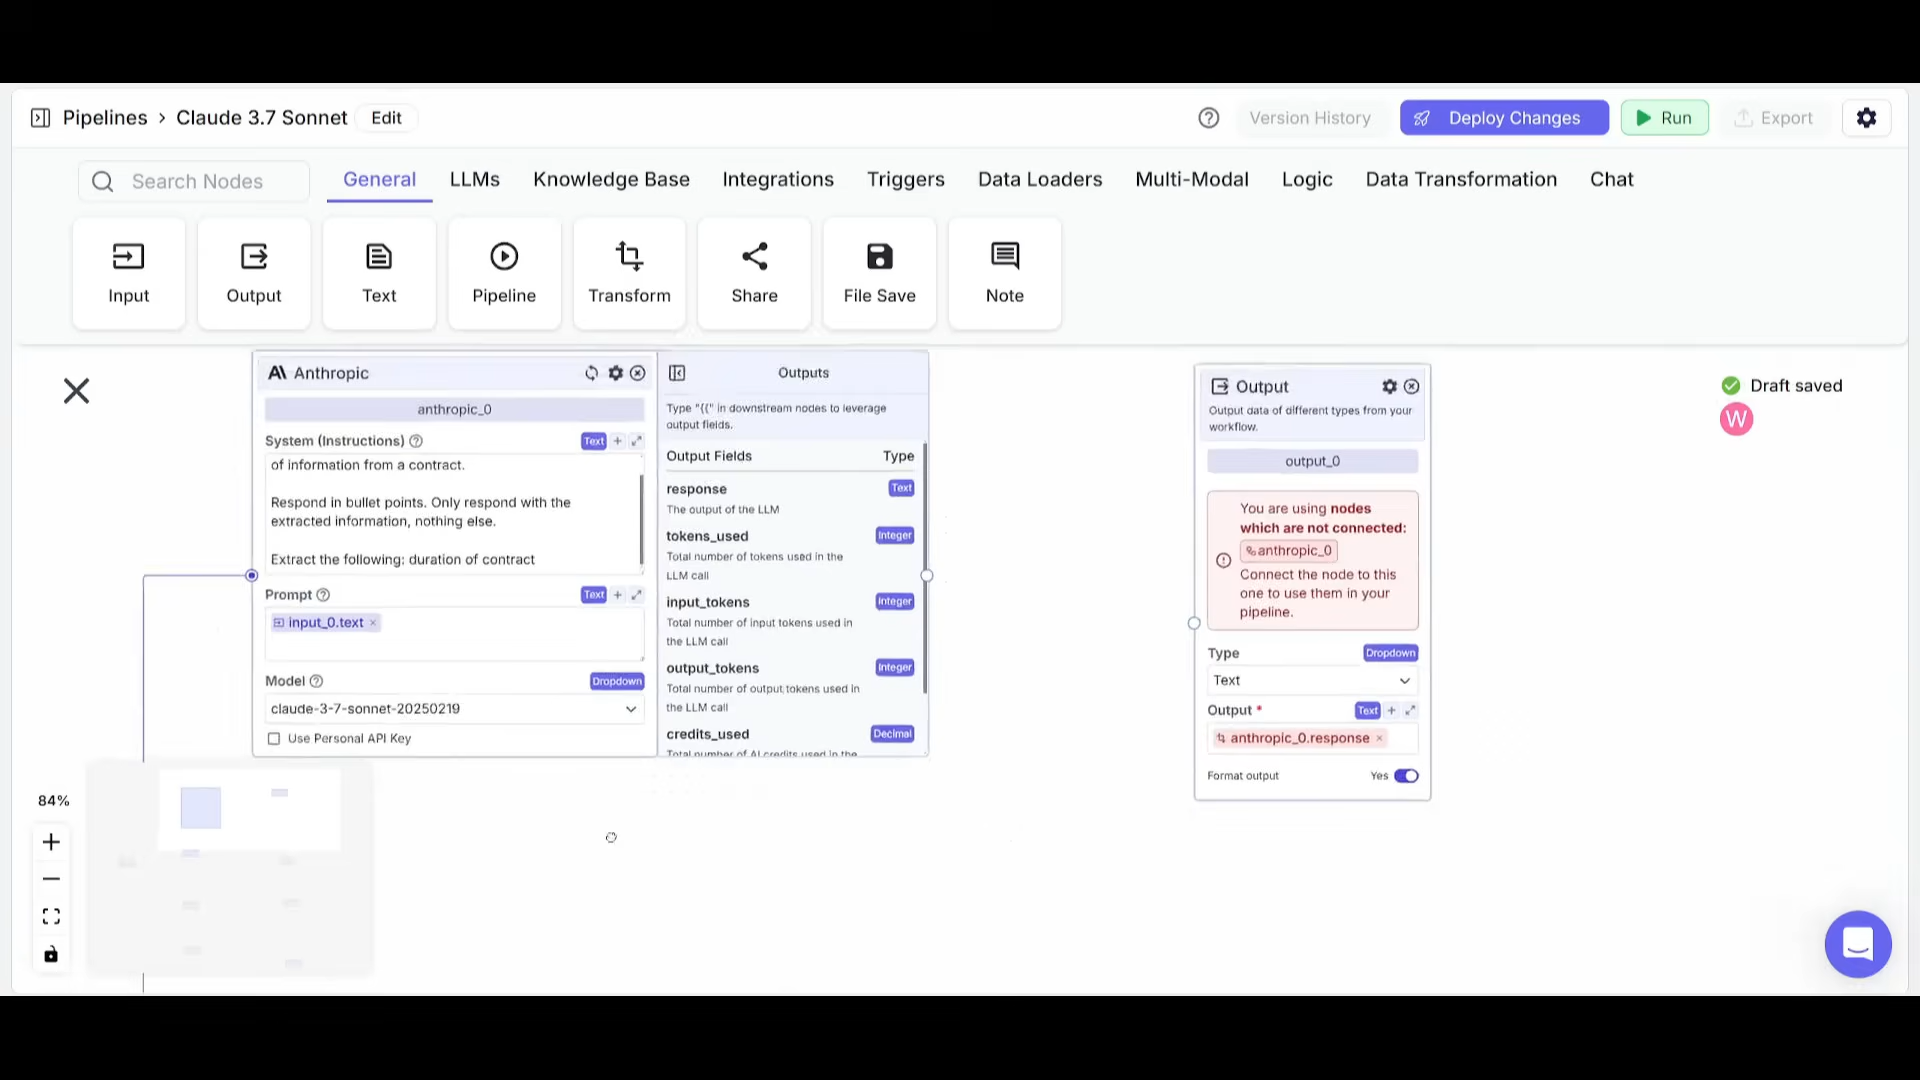 Pipelines > Claude 3.7 Sonnet Edit
Version History Deploy Changes Run Export
Search Nodes General LLMs Knowledge Base Integrations Triggers Data Loaders Multi-Modal Logic Data Transformation Chat
Input Output Text Pipeline Transform Share File Save Note
Anthropic
anthropic_0
System (Instructions)
Text
of information from a contract.
Respond in bullet points. Only respond with the
extracted information, nothing else.
Extract the following: duration of contract
Prompt
Text
input_0.text
Model
Dropdown
claude-3-7-sonnet-20250219
Use Personal API Key
Outputs
Type "{{" in downstream nodes to leverage
output fields.
Output Fields Type
response Text
The output of the LLM
tokens_used Integer
Total number of tokens used in the
LLM call
input_tokens Integer
Total number of input tokens used in
the LLM call
output_tokens Integer
Total number of output tokens used in
the LLM call
credits_used Decimal
Total number of AI credits used in the
Output
Output data of different types from your
workflow.
output_0
You are using nodes
which are not connected:
anthropic_0
Connect the node to this
one to use them in your
pipeline.
Type Dropdown
Text
Output * Text
anthropic_0.response
Format output Yes
Draft saved
W
84%